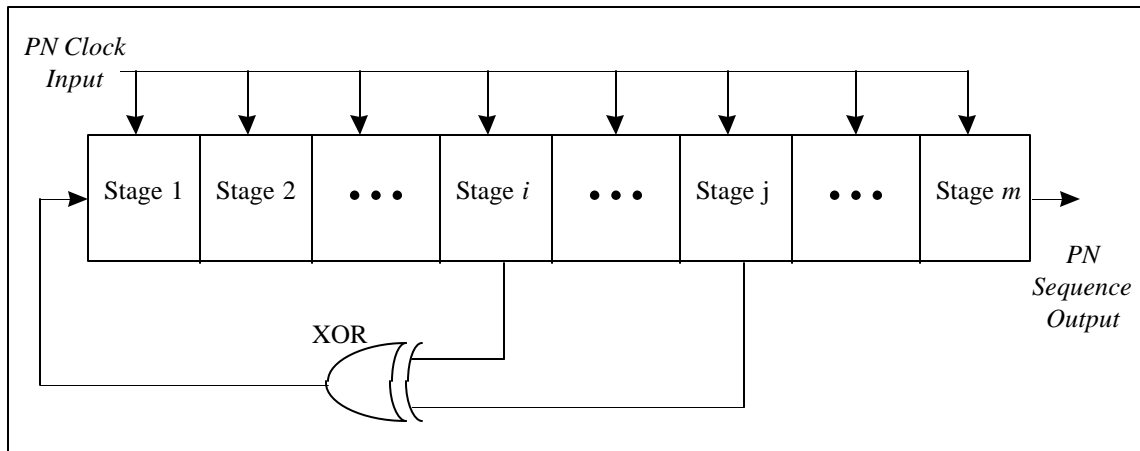 PN Clock
Input
Stage 1
Stage 2
• • •
Stage i
• • •
Stage j
• • •
Stage m
PN
Sequence
Output
XOR